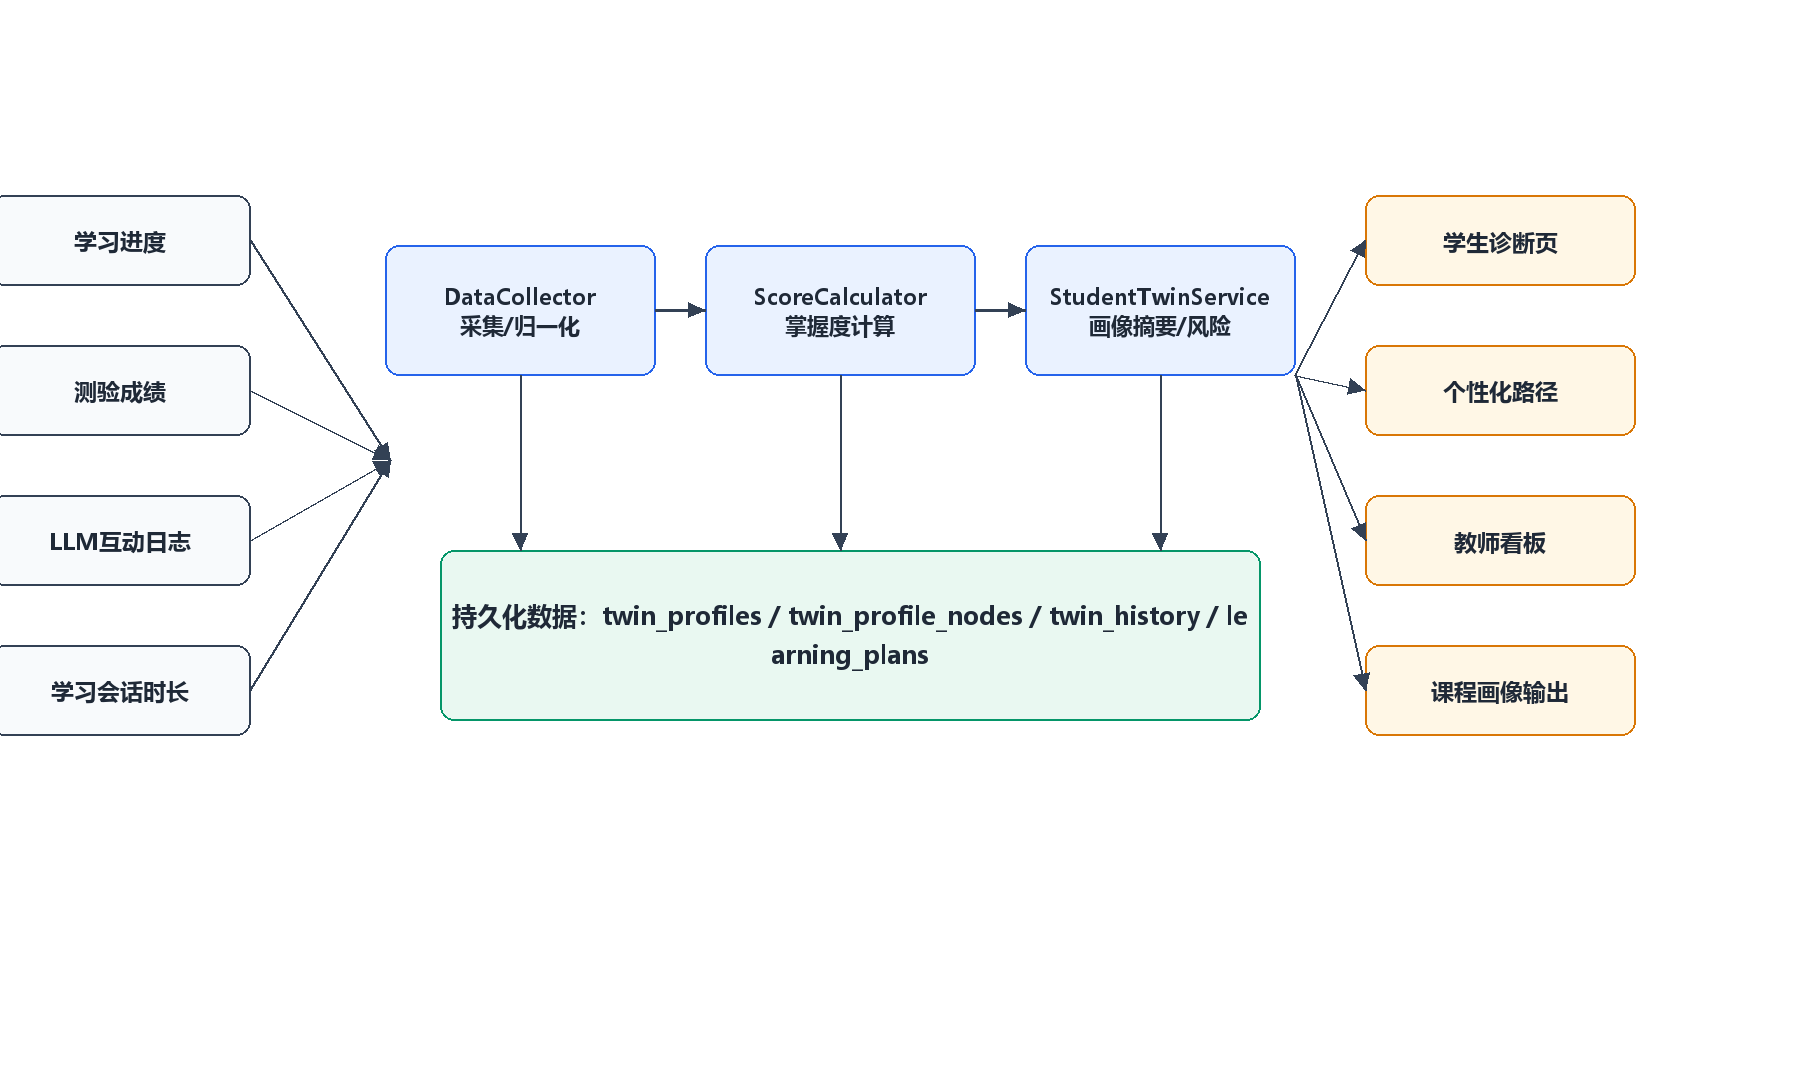 学习进度
测验成绩
LLM互动日志
学习会话时长
DataCollector
采集/归一化
ScoreCalculator
掌握度计算
StudentTwinService
画像摘要/风险
持久化数据：twin_profiles / twin_profile_nodes / twin_history / le
arning_plans
学生诊断页
个性化路径
教师看板
课程画像输出